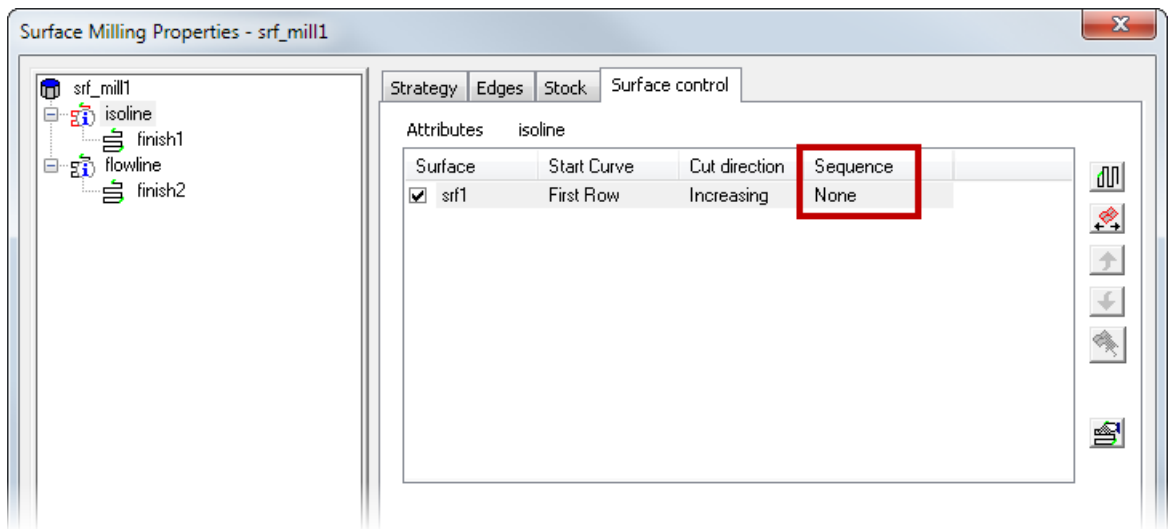 Surface Milling Properties - srf_mill1
srf_mill1
isoline
finish1
flowline
finish2
Strategy Edges Stock Surface control
Attributes isoline
Surface Start Curve Cut direction Sequence
srf1 First Row Increasing None